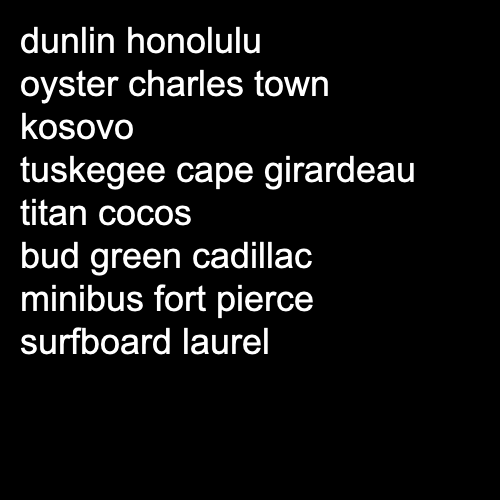 dunlin honolulu
oyster charles town
kosovo
tuskegee cape girardeau
titan cocos
bud green cadillac
minibus fort pierce
surfboard laurel